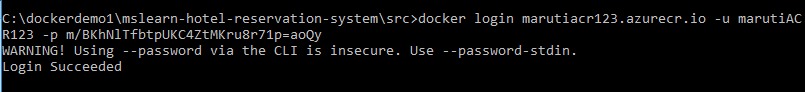 C:\dockerdemo1\mslearn-hotel-reservation-system\src>docker login marutiacr123.azurecr.io -u marutiAC
R123 -p m/BKhNlTfbtpUKC4ZtMKru8r71p=aoQy
WARNING! Using --password via the CLI is insecure. Use --password-stdin.
Login Succeeded